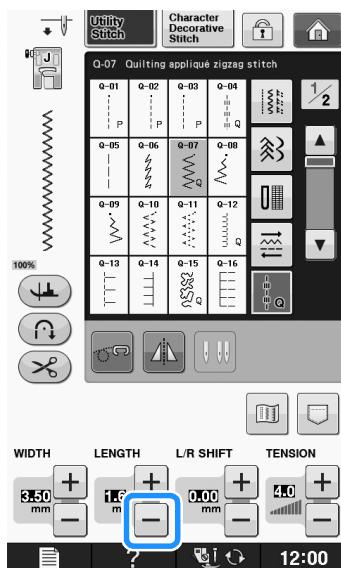 Utility
Stitch
Character
Decorative
Stitch
J
Q-07 Quilting appliqué zigzag stitch
1/2
Q-01 Q-02 Q-03 Q-04
P P P Q
Q-05 Q-06 Q-07 Q-08
Q
Q-09 Q-10 Q-11 Q-12
Q
Q-13 Q-14 Q-15 Q-16
Q
Q
100%
WIDTH LENGTH L/R SHIFT TENSION
3.50 mm + −
1.6 + −
0.00 mm + −
4.0 + −
? 12:00